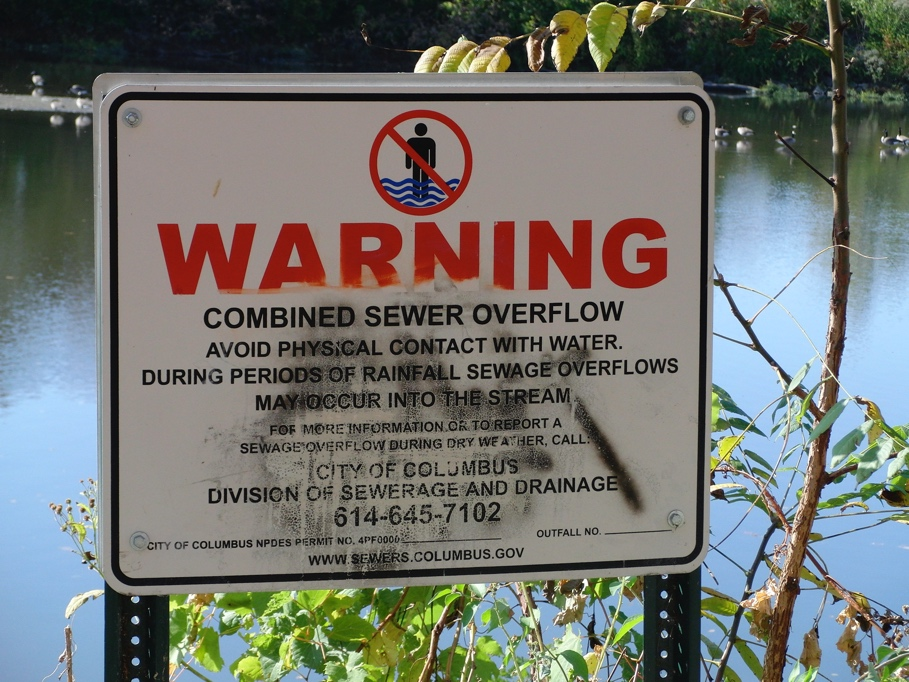 WARNING
COMBINED SEWER OVERFLOW
AVOID PHYSICAL CONTACT WITH WATER.
DURING PERIODS OF RAINFALL SEWAGE OVERFLOWS
MAY OCCUR INTO THE STREAM
FOR MORE INFORMATION OR TO REPORT A
SEWAGE OVERFLOW DURING DRY WEATHER, CALL:
CITY OF COLUMBUS
DIVISION OF SEWERAGE AND DRAINAGE
614-645-7102
CITY OF COLUMBUS NPDES PERMIT NO. 4PF0000 OUTFALL NO.
WWW.SEWERS.COLUMBUS.GOV